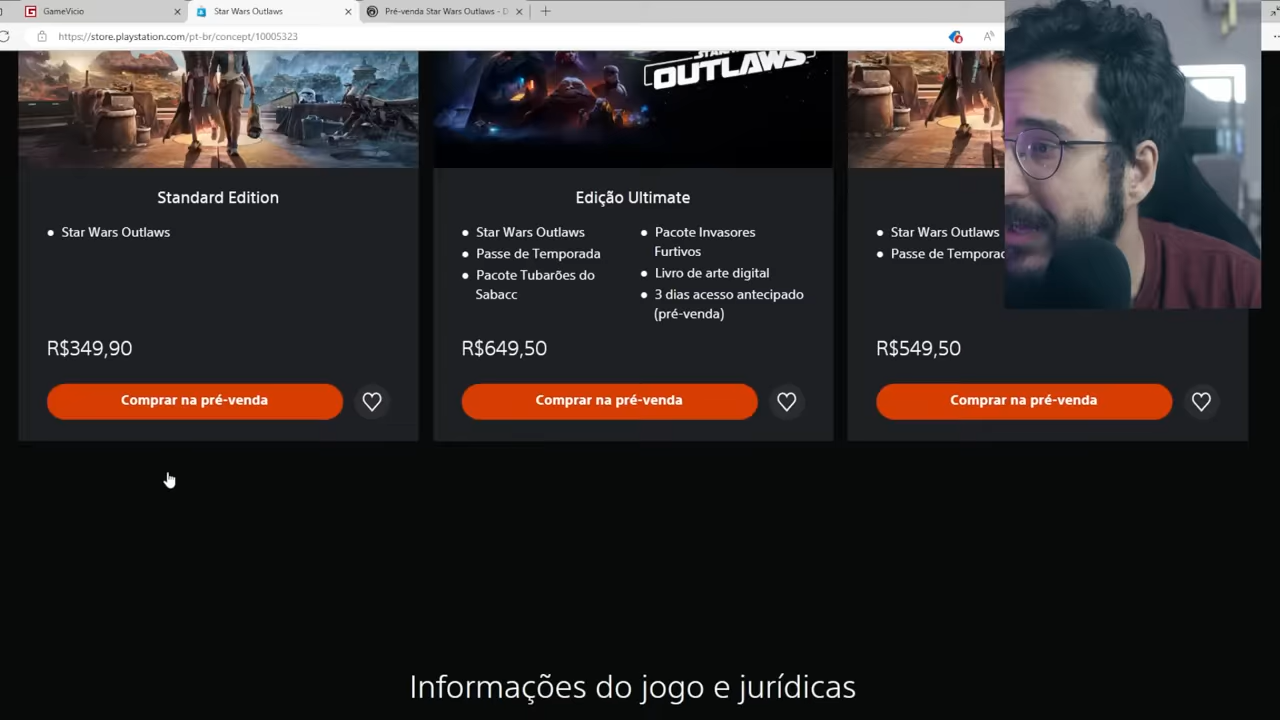 GameVicio
Star Wars Outlaws
Pré-venda Star Wars Outlaws - D
https://store.playstation.com/pt-br/concept/10005323
OUTLAWS
Standard Edition
• Star Wars Outlaws
R$349,90
Comprar na pré-venda
Edição Ultimate
• Star Wars Outlaws
• Passe de Temporada
• Pacote Tubarões do
Sabacc
• Pacote Invasores
Furtivos
• Livro de arte digital
• 3 dias acesso antecipado
(pré-venda)
R$649,50
Comprar na pré-venda
• Star Wars Outlaws
• Passe de Temporad
R$549,50
Comprar na pré-venda
Informações do jogo e jurídicas